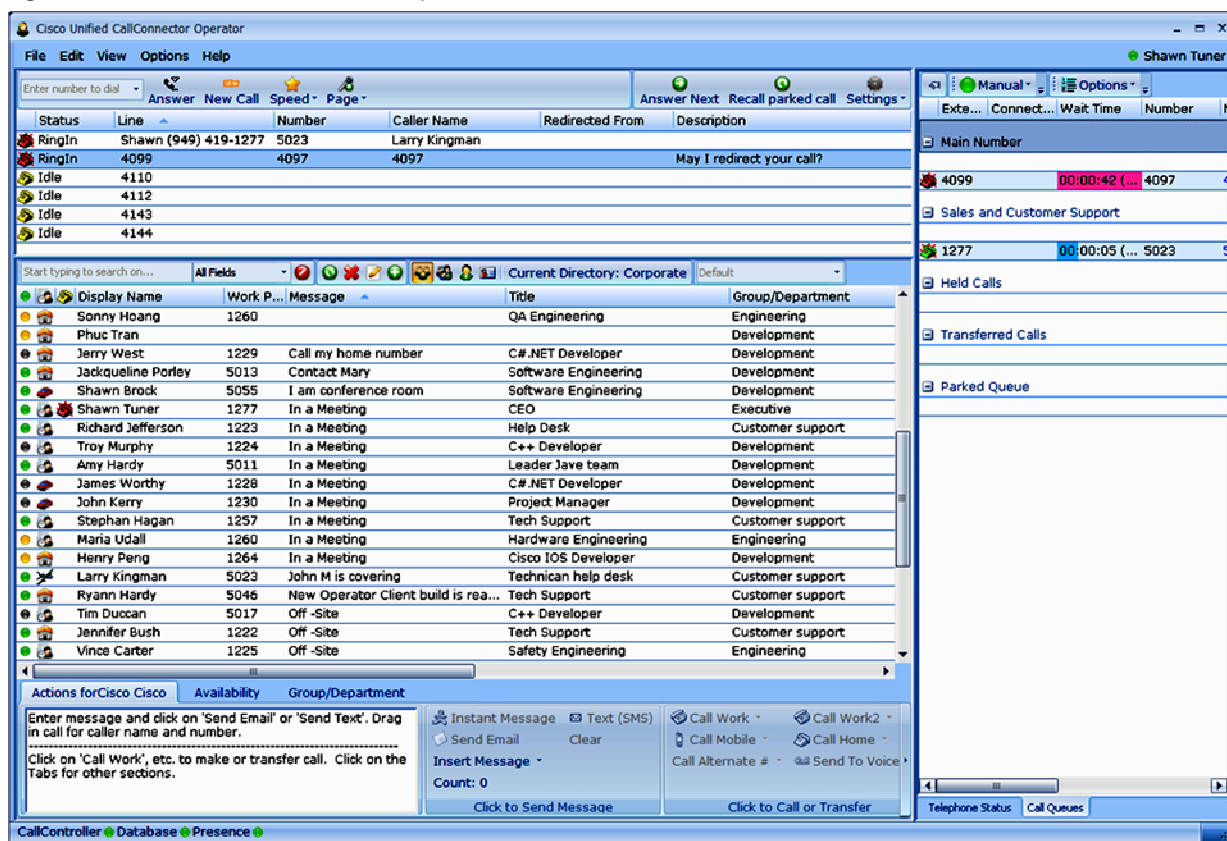 Cisco Unified CallConnector Operator
File Edit View Options Help
Shawn Tuner
Enter number to dial Answer New Call Speed Page Answer Next Recall parked call Settings
Manual Options
Status Line Number Caller Name Redirected From Description
RingIn Shawn (949) 419-1277 5023 Larry Kingman
RingIn 4099 4097 4097 May I redirect your call?
Idle 4110
Idle 4112
Idle 4143
Idle 4144
Exte... Connect... Wait Time Number
Main Number
4099 00:00:42 (... 4097
Sales and Customer Support
1277 00:00:05 (... 5023
Held Calls
Transferred Calls
Parked Queue
Start typing to search on... All Fields Current Directory: Corporate Default
Display Name Work P... Message Title Group/Department
Sonny Hoang 1260 QA Engineering Engineering
Phuc Tran Development
Jerry West 1229 Call my home number C#.NET Developer Development
Jackqueline Porley 5013 Contact Mary Software Engineering Development
Shawn Brock 5055 I am conference room Software Engineering Development
Shawn Tuner 1277 In a Meeting CEO Executive
Richard Jefferson 1223 In a Meeting Help Desk Customer support
Troy Murphy 1224 In a Meeting C++ Developer Development
Amy Hardy 5011 In a Meeting Leader Jave team Development
James Worthy 1228 In a Meeting C#.NET Developer Development
John Kerry 1230 In a Meeting Project Manager Development
Stephan Hagan 1257 In a Meeting Tech Support Customer support
Maria Udall 1260 In a Meeting Hardware Engineering Engineering
Henry Peng 1264 In a Meeting Cisco IOS Developer Development
Larry Kingman 5023 John M is covering Technican help desk Customer support
Ryann Hardy 5046 New Operator Client build is rea... Tech Support Customer support
Tim Duccan 5017 Off -Site C++ Developer Development
Jennifer Bush 1222 Off -Site Tech Support Customer support
Vince Carter 1225 Off -Site Safety Engineering Engineering
Actions forCisco Cisco Availability Group/Department
Enter message and click on 'Send Email' or 'Send Text'. Drag
in call for caller name and number.
Click on 'Call Work', etc. to make or transfer call. Click on the
Tabs for other sections.
Instant Message Text (SMS)
Send Email Clear
Insert Message
Count: 0
Click to Send Message
Call Work Call Work2
Call Mobile Call Home
Call Alternate # Send To Voice
Click to Call or Transfer
Telephone Status Call Queues
CallController Database Presence